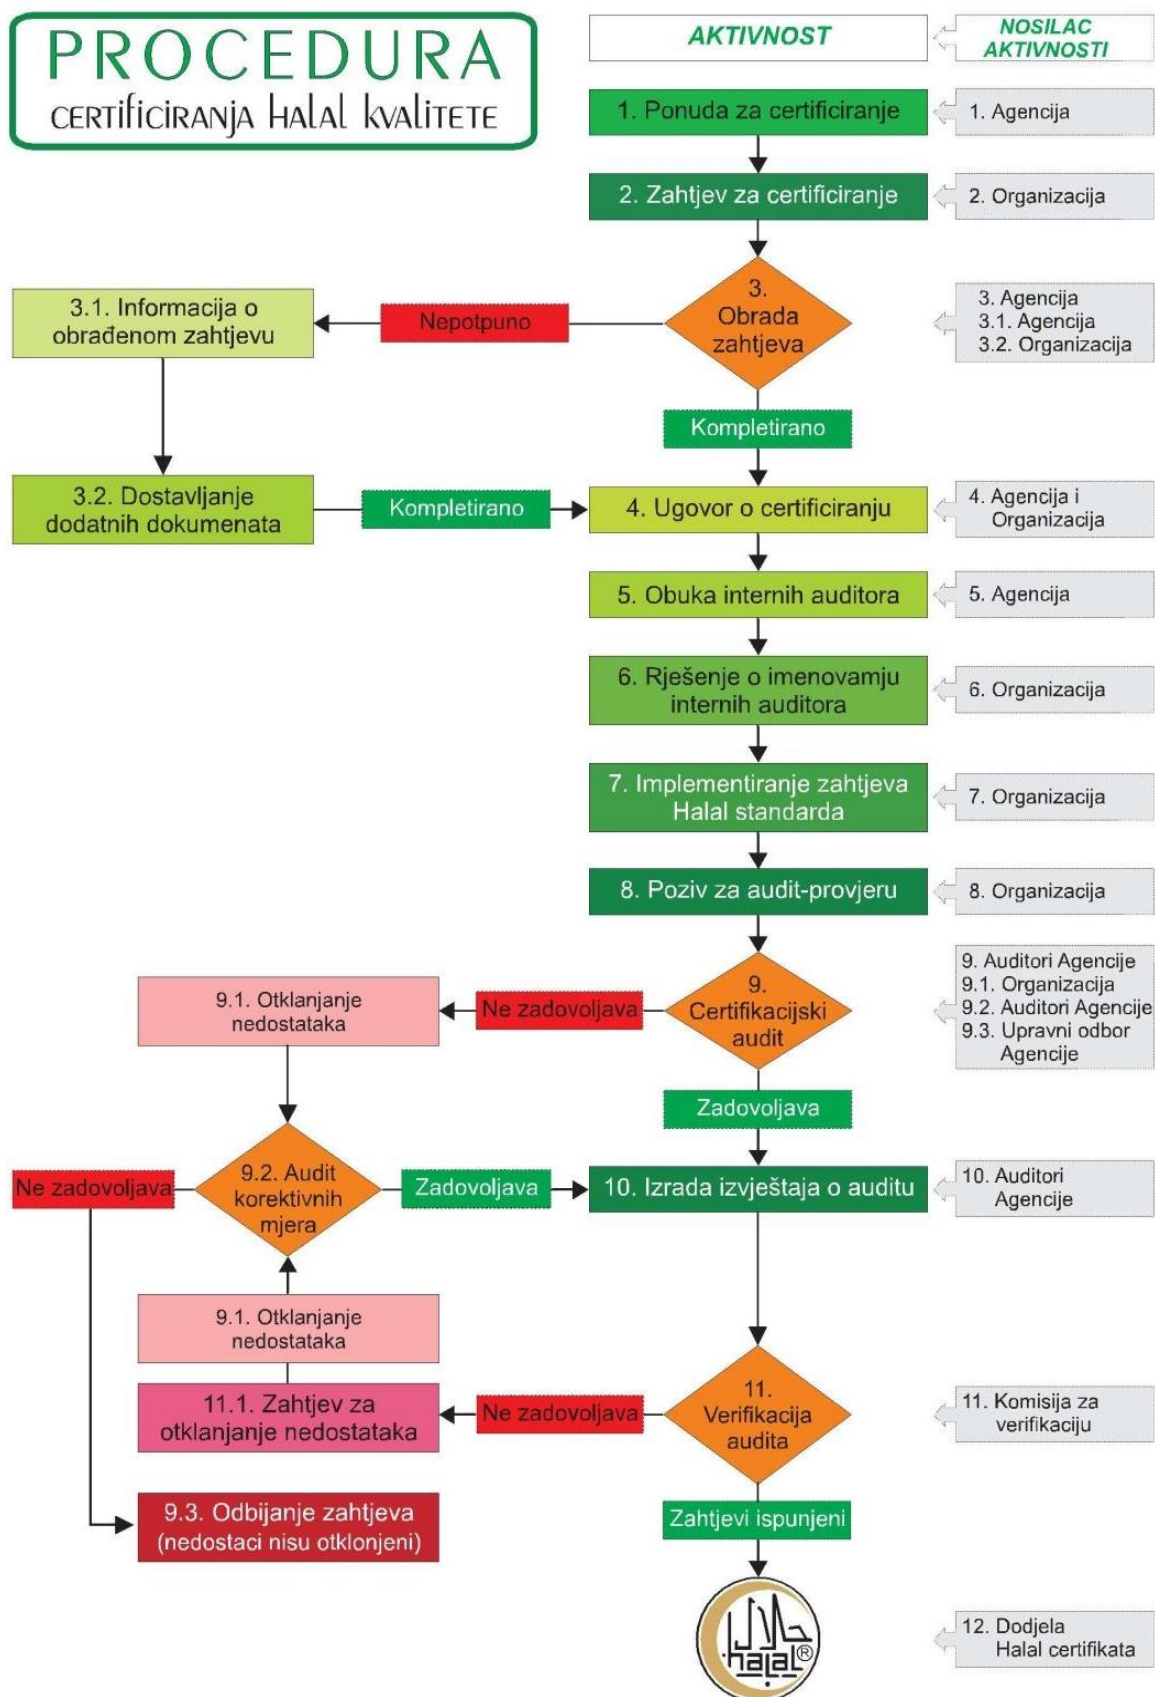 PROCEDURA
CERTIFICIRANJA HALAL KVALITETE
AKTIVNOST
NOSILAC
AKTIVNOSTI
1. Ponuda za certificiranje
1. Agencija
2. Zahtjev za certificiranje
2. Organizacija
3.
Obrada
zahtjeva
Nepotpuno
3.1. Informacija o
obrađenom zahtjevu
3. Agencija
3.1. Agencija
3.2. Organizacija
Kompletirano
3.2. Dostavljanje
dodatnih dokumenata
Kompletirano
4. Ugovor o certificiranju
4. Agencija i
Organizacija
5. Obuka internih auditora
5. Agencija
6. Rješenje o imenovamju
internih auditora
6. Organizacija
7. Implementiranje zahtjeva
Halal standarda
7. Organizacija
8. Poziv za audit-provjeru
8. Organizacija
9.
Certifikacijski
audit
Ne zadovoljava
9.1. Otklanjanje
nedostataka
9. Auditori Agencije
9.1. Organizacija
9.2. Auditori Agencije
9.3. Upravni odbor
Agencije
Zadovoljava
Ne zadovoljava
9.2. Audit
korektivnih
mjera
Zadovoljava
10. Izrada izvještaja o auditu
10. Auditori
Agencije
9.1. Otklanjanje
nedostataka
11.1. Zahtjev za
otklanjanje nedostataka
Ne zadovoljava
11.
Verifikacija
audita
11. Komisija za
verifikaciju
9.3. Odbijanje zahtjeva
(nedostaci nisu otklonjeni)
Zahtjevi ispunjeni
حلال
halal®
12. Dodjela
Halal certifikata